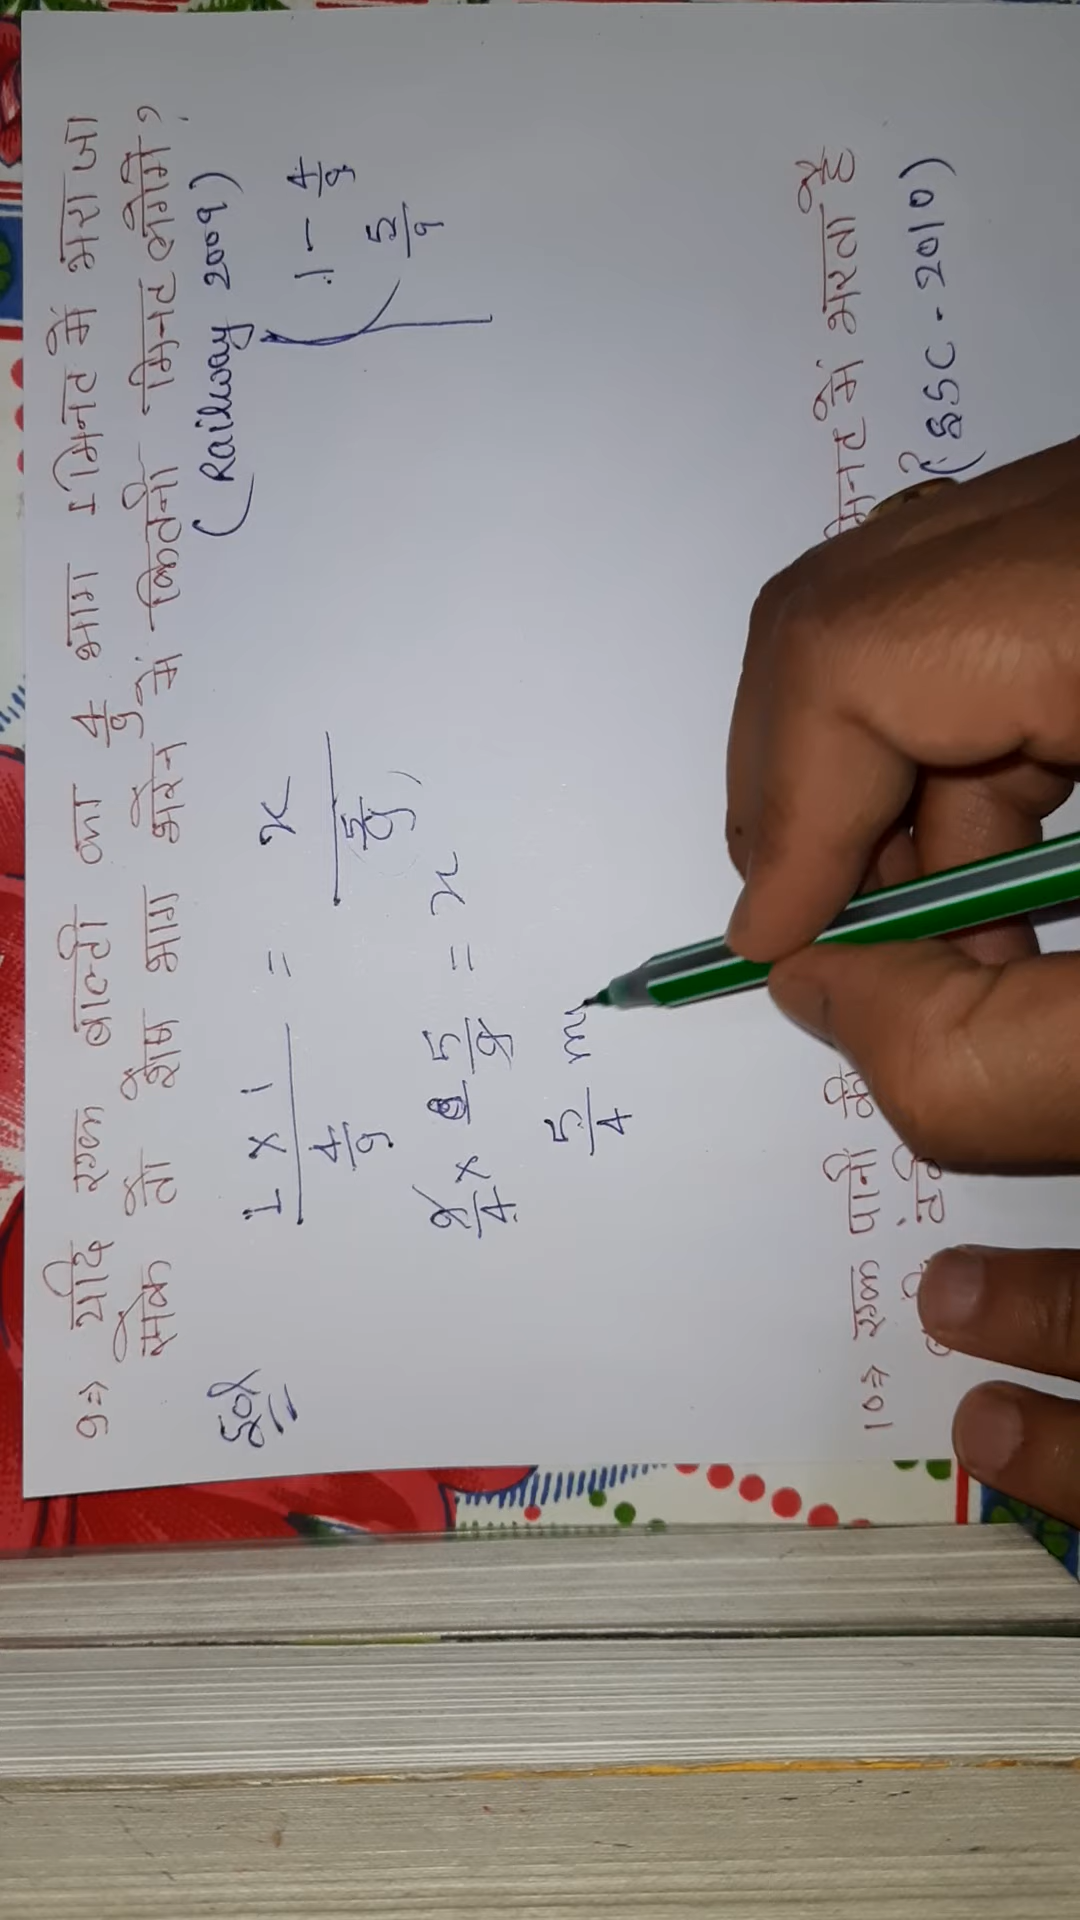 9⇒ यदि एक बाल्टी का 4/9 भाग 1 मिनट में भरा जा
सके तो शेष भाग भरने में कितनी मिनट लगेगी?
(Railway 2009)
Sol
1 × 1 / 4/9 = x / 5/9
1 - 4/9
5/9
9/4 × 5/9 = x
5/4 m
10⇒ एक पानी की मिनट में भरता है
? (SSC - 2010)